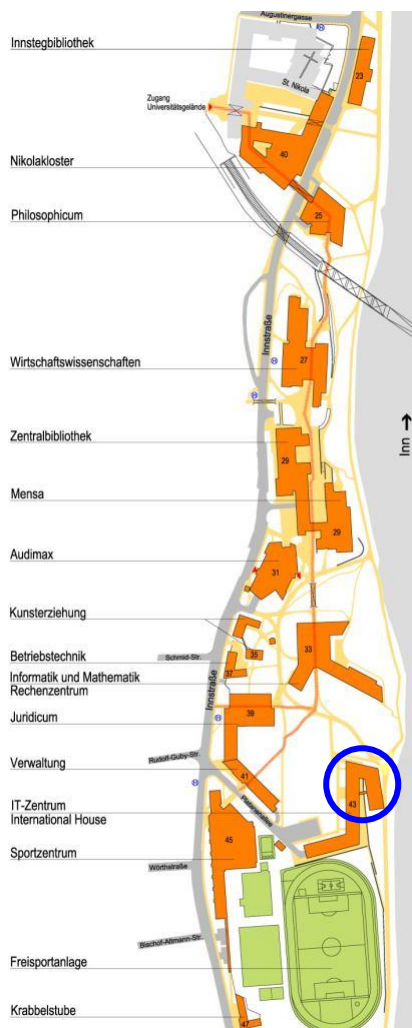 Augustinergasse
Innstegbibliothek
23
St. Nikola
Zugang
Universitätsgelände
Nikolakloster
40
Philosophicum
25
Innstraße
Wirtschaftswissenschaften
27
Inn
Zentralbibliothek
29
Mensa
29
Audimax
31
Kunsterziehung
33
Schmid-Str.
35
Betriebstechnik
37
Informatik und Mathematik
Rechenzentrum
Innstraße
Juridicum
39
Rudolf-Guby-Str.
Verwaltung
41
IT-Zentrum
International House
43
Sportzentrum
45
Wörthstraße
Bischof-Altmann-Str.
Freisportanlage
Krabbelstube
47